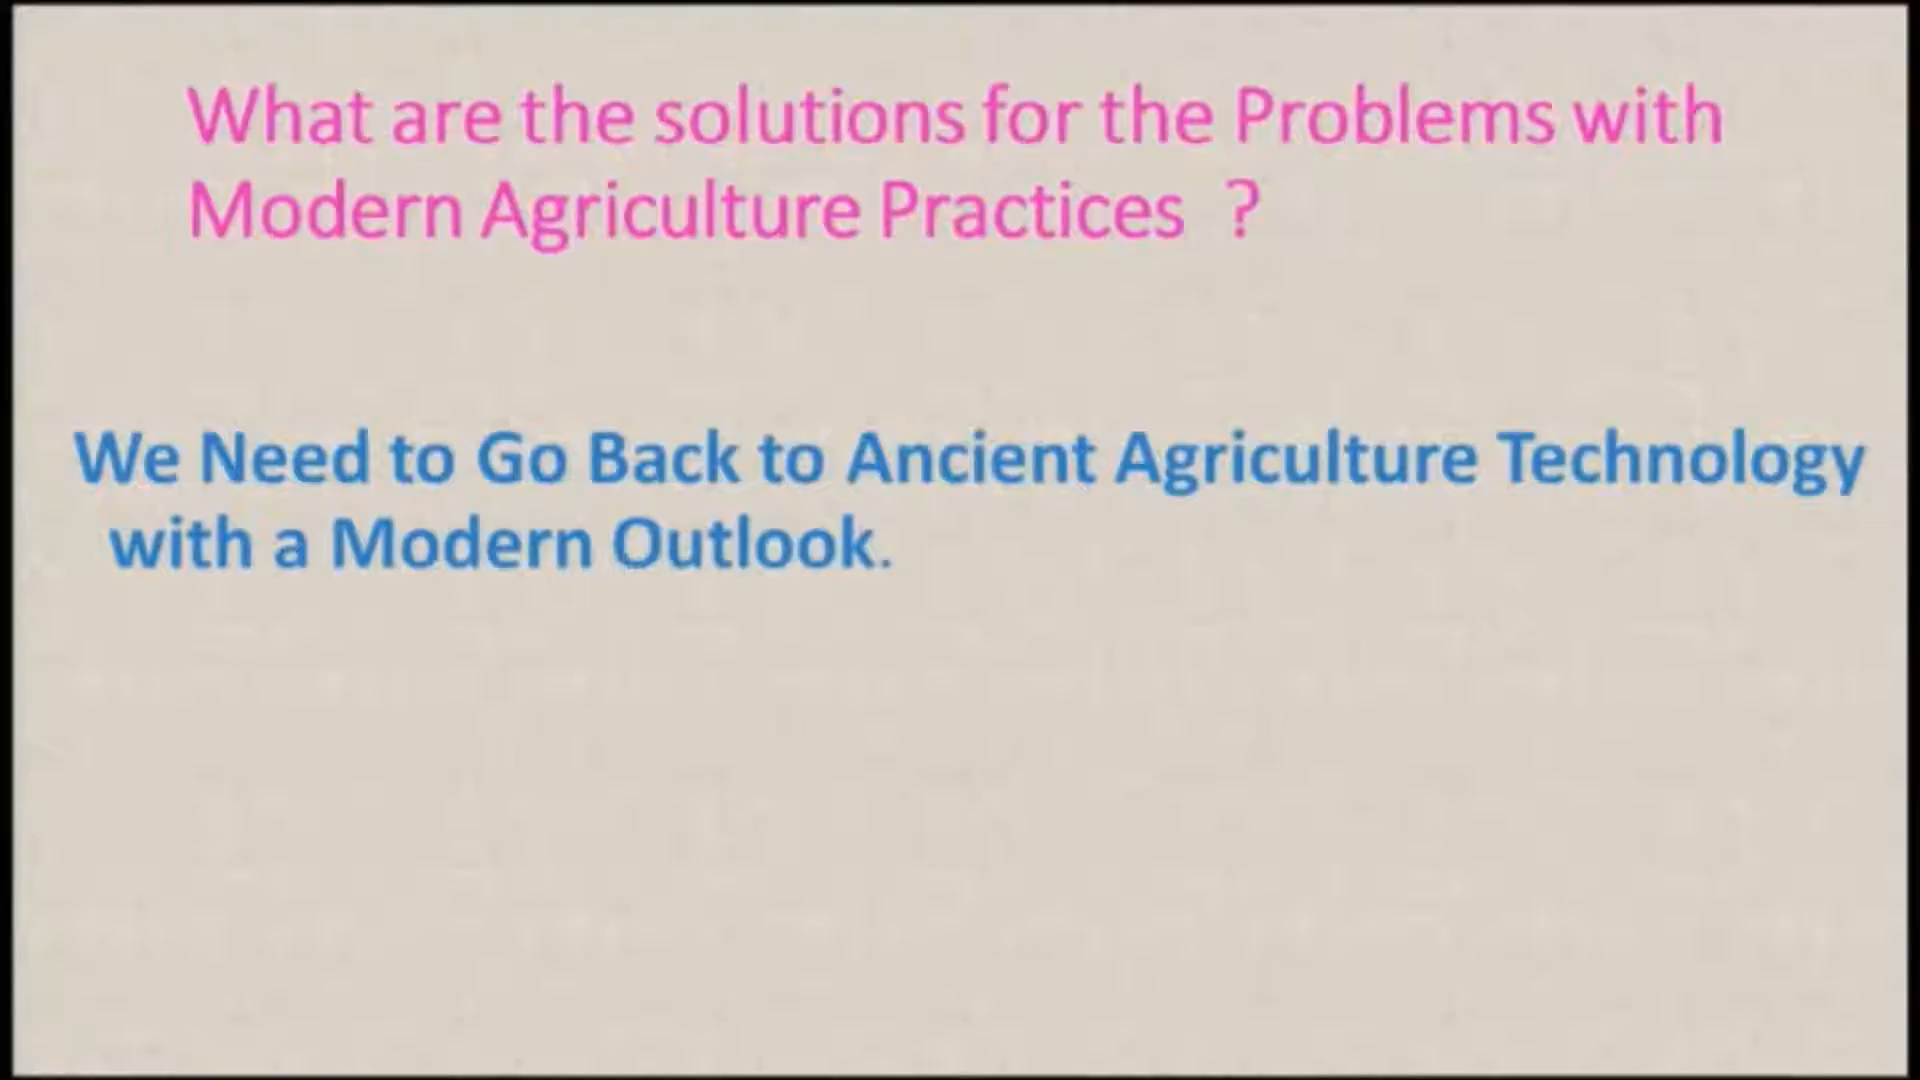 What are the solutions for the Problems with
Modern Agriculture Practices ?
We Need to Go Back to Ancient Agriculture Technology
with a Modern Outlook.